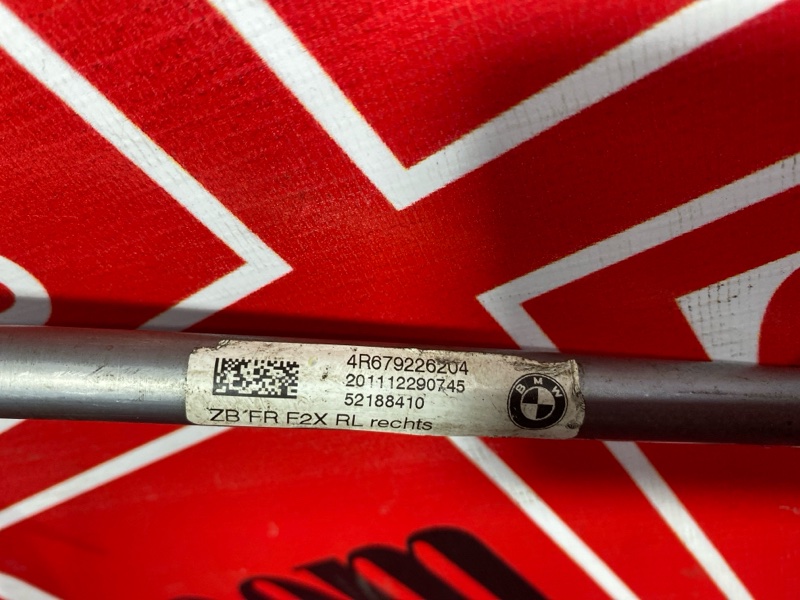 4R679226204
201112290745
52188410
ZB FR F2X RL rechts
BMW